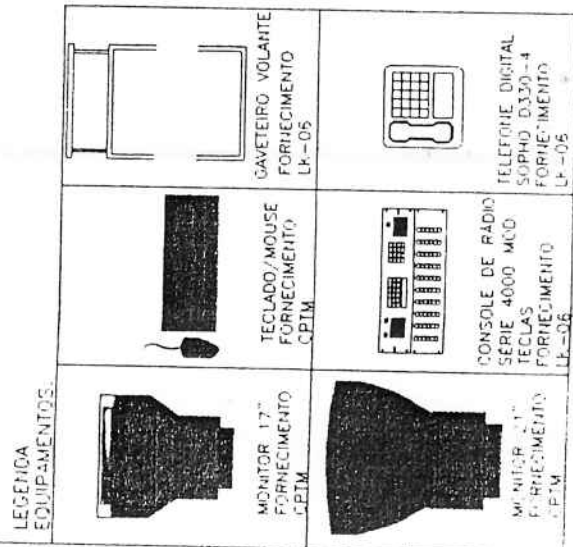 LEGENDA
EQUIPAMENTOS:
MONITOR 17"
FORNECIMENTO
CPTM
TECLADO/MOUSE
FORNECIMENTO
CPTM
GAVETEIRO VOLANTE
FORNECIMENTO
LK-06
MONITOR 21"
FORNECIMENTO
CPTM
CONSOLE DE RÁDIO
SÉRIE 4000 MOD.
TECLAS
FORNECIMENTO
LK-06
TELEFONE DIGITAL
SOPHO D330-4
FORNECIMENTO
LK-06